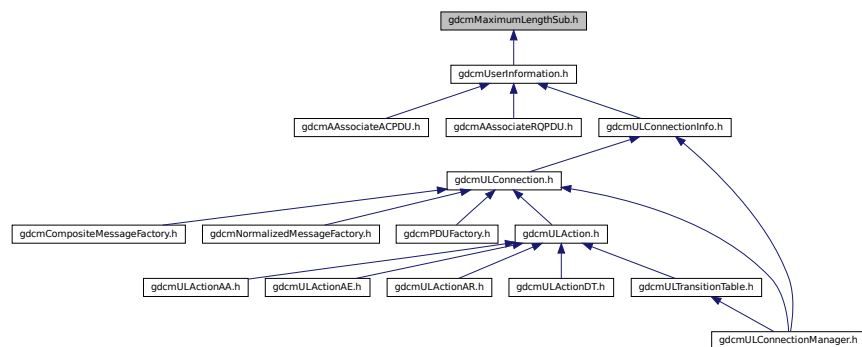 gdcmMaximumLengthSub.h
gdcmUserInformation.h
gdcmAAssociateACPDU.h
gdcmAAssociateRQPDU.h
gdcmULConnectionInfo.h
gdcmULConnection.h
gdcmCompositeMessageFactory.h
gdcmNormalizedMessageFactory.h
gdcmPDUFactory.h
gdcmULAction.h
gdcmULActionAA.h
gdcmULActionAE.h
gdcmULActionAR.h
gdcmULActionDT.h
gdcmULTransitionTable.h
gdcmULConnectionManager.h